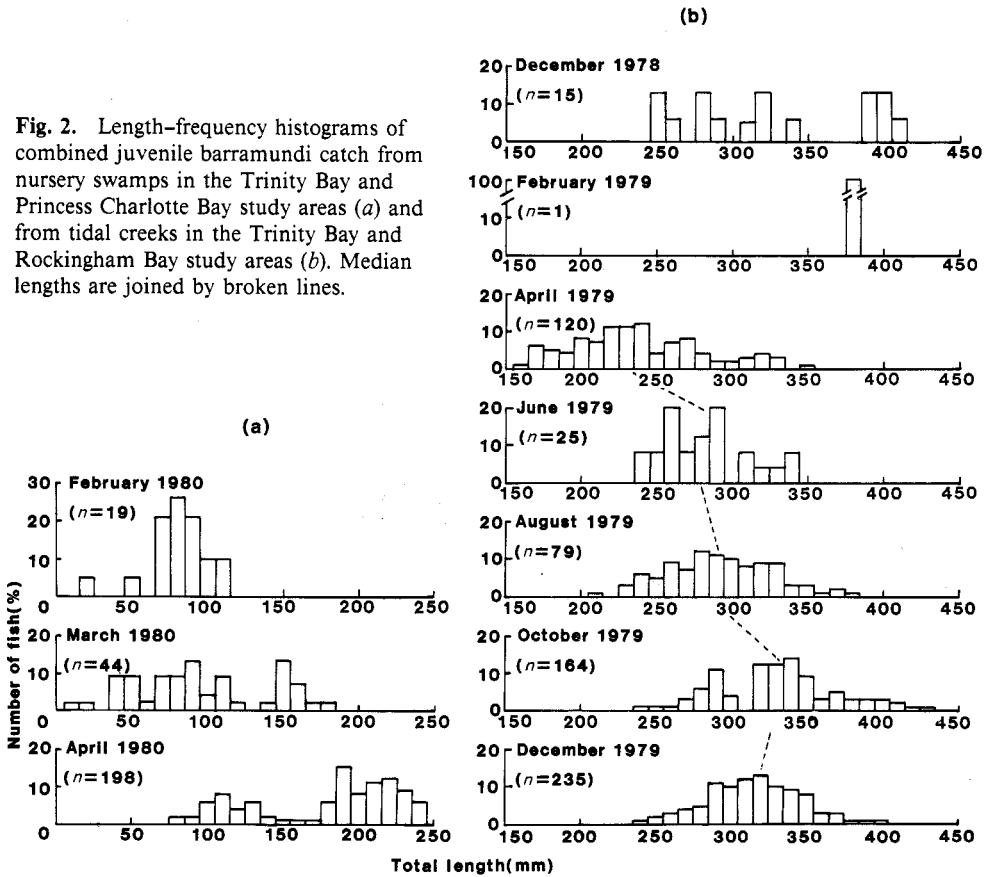 (b)
Fig. 2. Length-frequency histograms of
combined juvenile barramundi catch from
nursery swamps in the Trinity Bay and
Princess Charlotte Bay study areas (a) and
from tidal creeks in the Trinity Bay and
Rockingham Bay study areas (b). Median
lengths are joined by broken lines.
20 December 1978
(n=15)
10
0
150 200 250 300 350 400 450
100 February 1979
(n=1)
10
0
20 April 1979
(n=120)
10
0
150 200 250 300 350 400 450
20 June 1979
(n=25)
10
0
150 200 250 300 350 400 450
20 August 1979
(n=79)
10
0
150 200 250 300 350 400 450
20 October 1979
(n=164)
10
0
150 200 250 300 350 400 450
20 December 1979
(n=235)
10
0
150 200 250 300 350 400 450
(a)
30 February 1980
(n=19)
20
10
0 50 100 150 200 250
20 March 1980
(n=44)
10
0 50 100 150 200 250
20 April 1980
(n=198)
10
0 50 100 150 200 250
Number of fish(%)
Total length(mm)